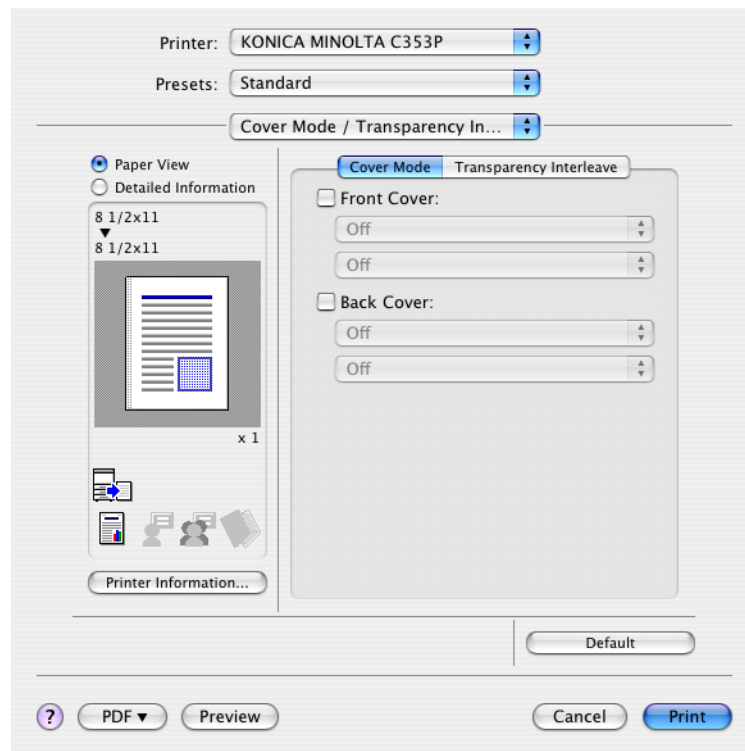 Printer: KONICA MINOLTA C353P
Presets: Standard
Cover Mode / Transparency In...
Paper View
Detailed Information
8 1/2x11
8 1/2x11
x 1
Printer Information...
Cover Mode Transparency Interleave
Front Cover:
Off
Off
Back Cover:
Off
Off
Default
? PDF▼ Preview Cancel Print